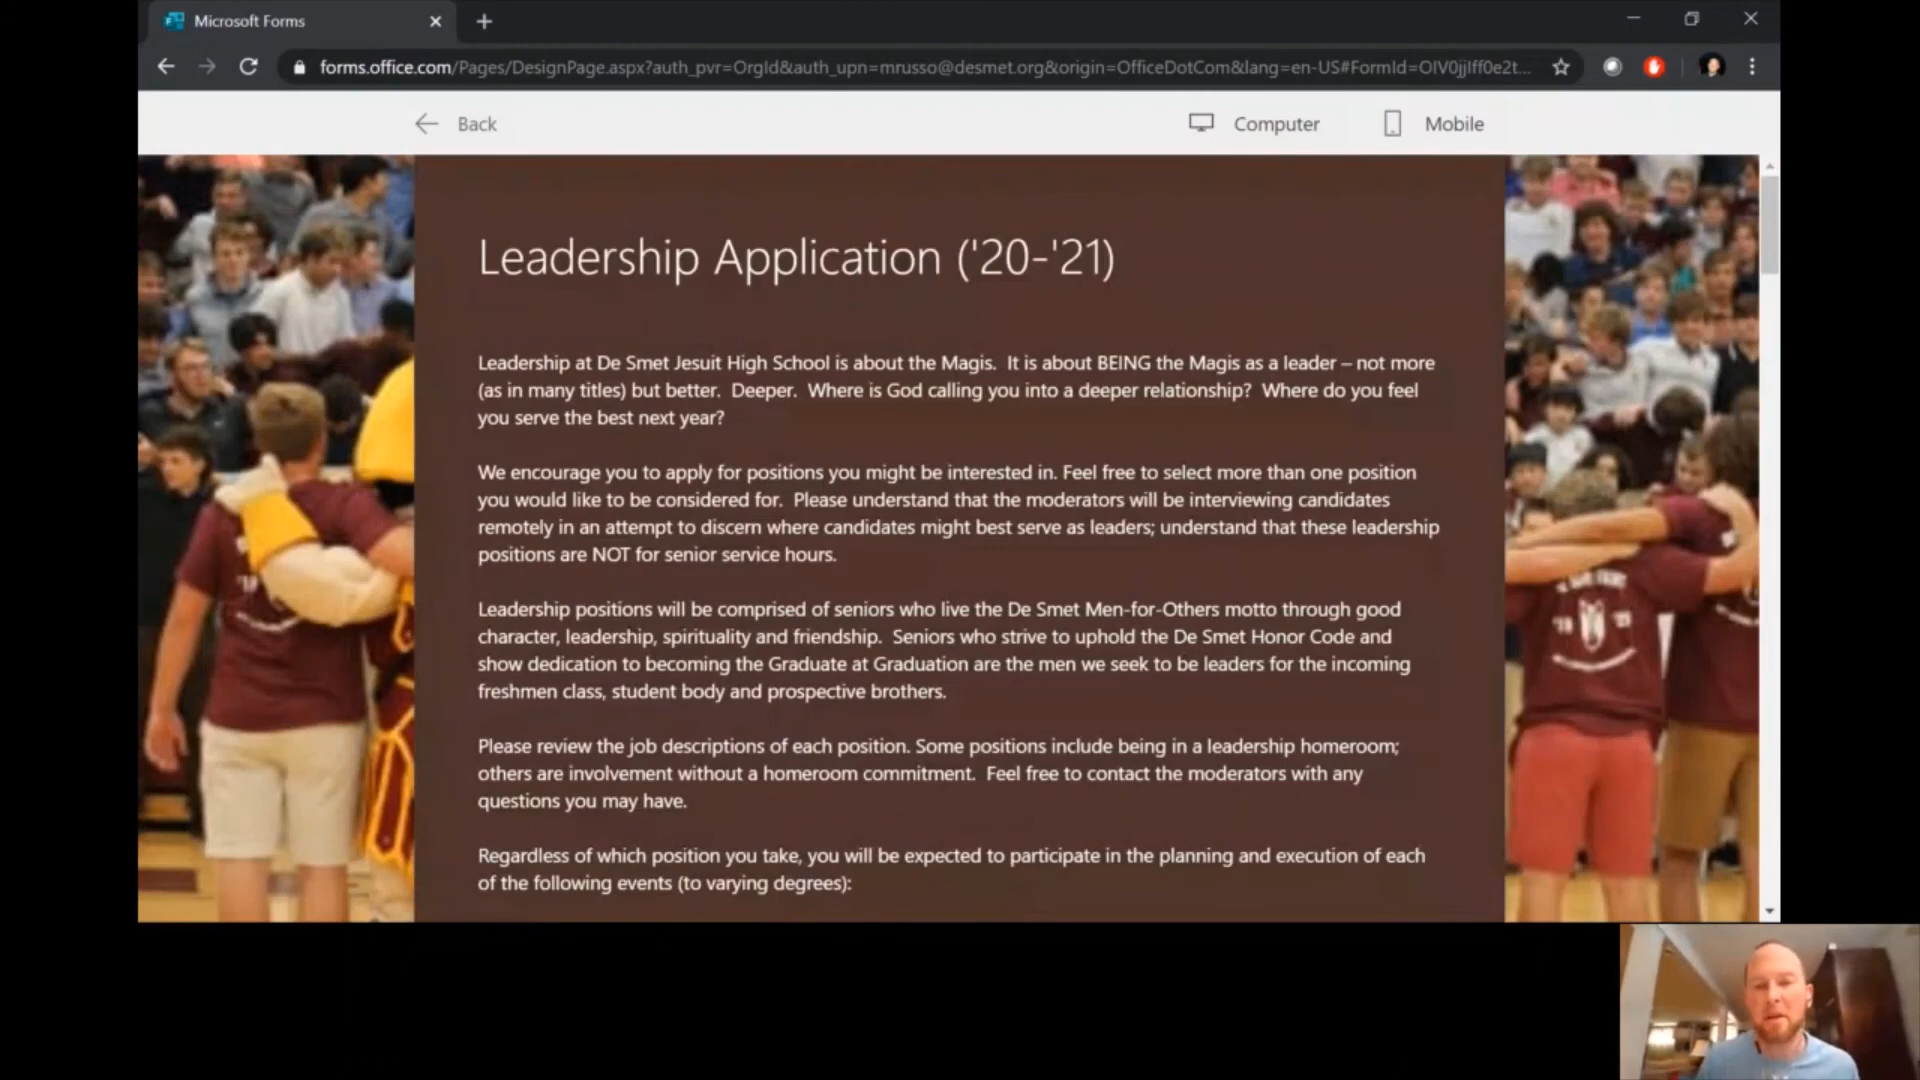 Microsoft Forms
forms.office.com/Pages/DesignPage.aspx?auth_pvr=OrgId&auth_upn=mrusso@desmet.org&origin=OfficeDotCom&lang=en-US#FormId=OIV0jjIff0e2t...
Back
Computer
Mobile
Leadership Application ('20-'21)
Leadership at De Smet Jesuit High School is about the Magis.  It is about BEING the Magis as a leader – not more
(as in many titles) but better.  Deeper.  Where is God calling you into a deeper relationship?  Where do you feel
you serve the best next year?
We encourage you to apply for positions you might be interested in. Feel free to select more than one position
you would like to be considered for.  Please understand that the moderators will be interviewing candidates
remotely in an attempt to discern where candidates might best serve as leaders; understand that these leadership
positions are NOT for senior service hours.
Leadership positions will be comprised of seniors who live the De Smet Men-for-Others motto through good
character, leadership, spirituality and friendship.  Seniors who strive to uphold the De Smet Honor Code and
show dedication to becoming the Graduate at Graduation are the men we seek to be leaders for the incoming
freshmen class, student body and prospective brothers.
Please review the job descriptions of each position. Some positions include being in a leadership homeroom;
others are involvement without a homeroom commitment.  Feel free to contact the moderators with any
questions you may have.
Regardless of which position you take, you will be expected to participate in the planning and execution of each
of the following events (to varying degrees):